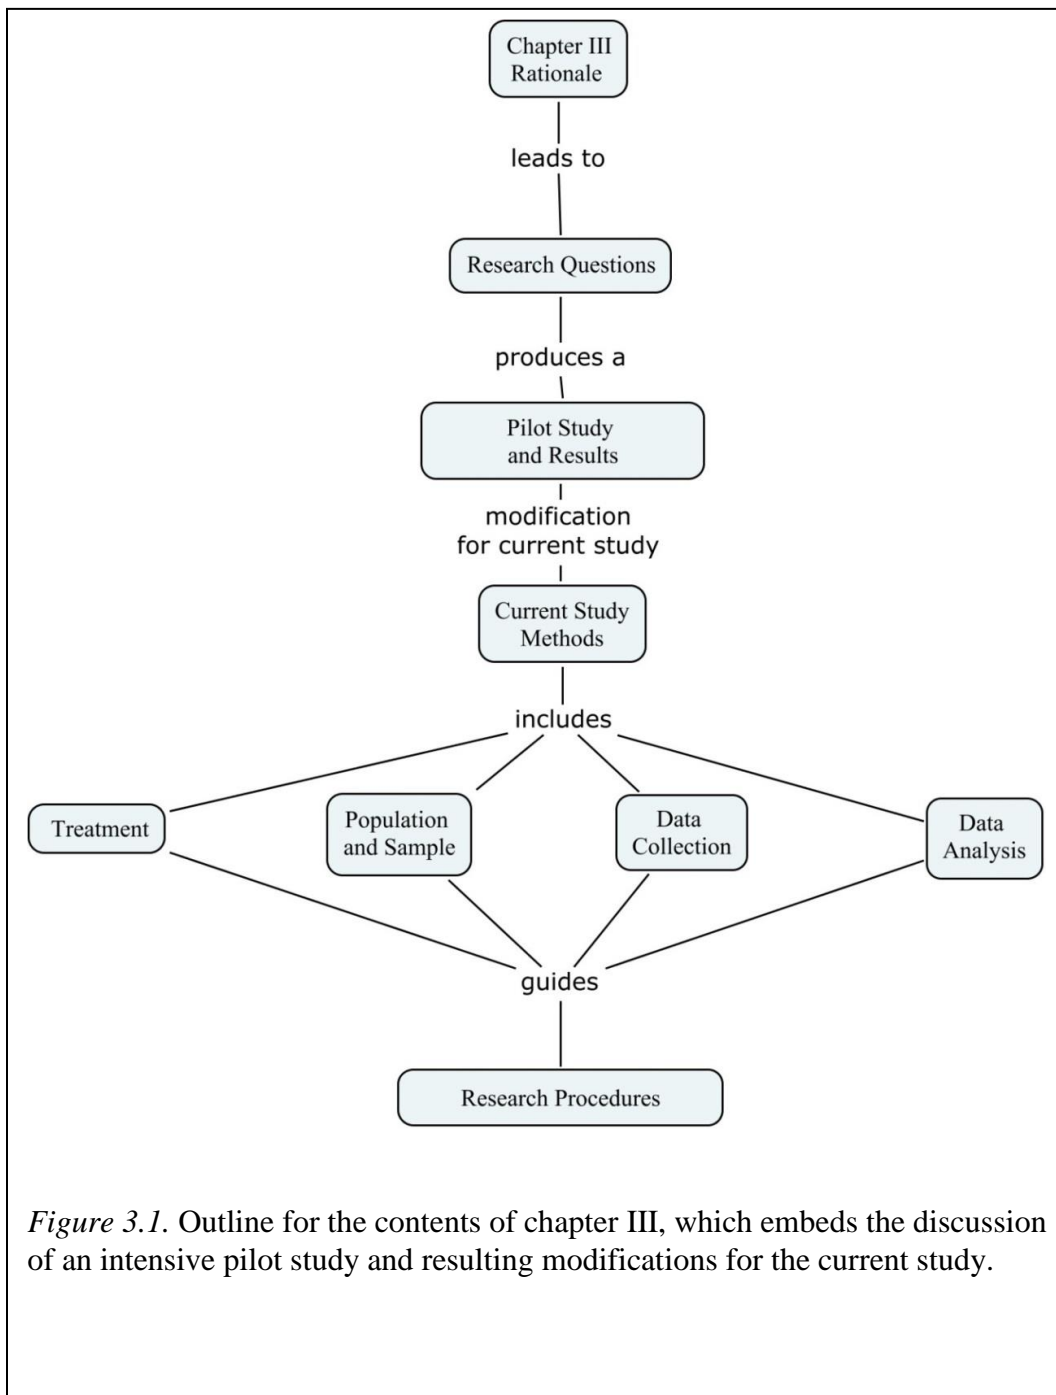 Chapter III
Rationale
leads to
Research Questions
produces a
Pilot Study
and Results
modification
for current study
Current Study
Methods
includes
Treatment
Population
and Sample
Data
Collection
Data
Analysis
guides
Research Procedures
Figure 3.1. Outline for the contents of chapter III, which embeds the discussion
of an intensive pilot study and resulting modifications for the current study.